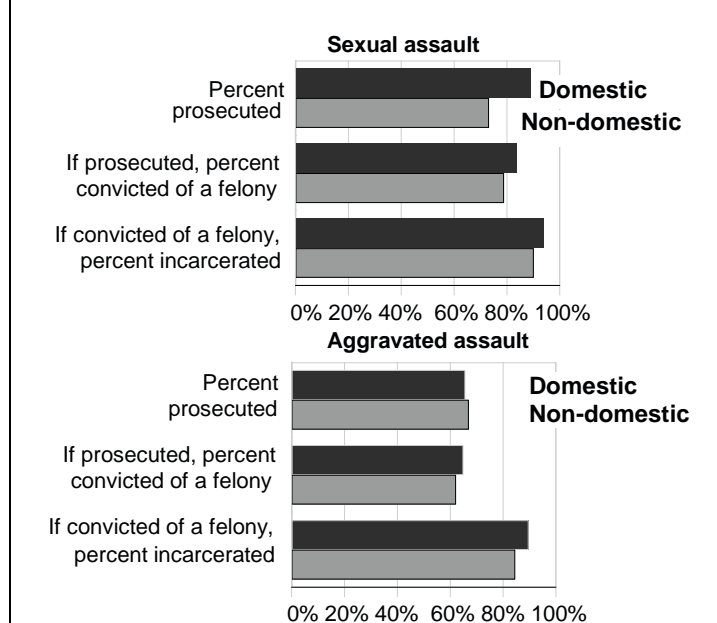 Sexual assault
Percent
prosecuted
Domestic
Non-domestic
If prosecuted, percent
convicted of a felony
If convicted of a felony,
percent incarcerated
0% 20% 40% 60% 80% 100%
Aggravated assault
Percent
prosecuted
Domestic
Non-domestic
If prosecuted, percent
convicted of a felony
If convicted of a felony,
percent incarcerated
0% 20% 40% 60% 80% 100%